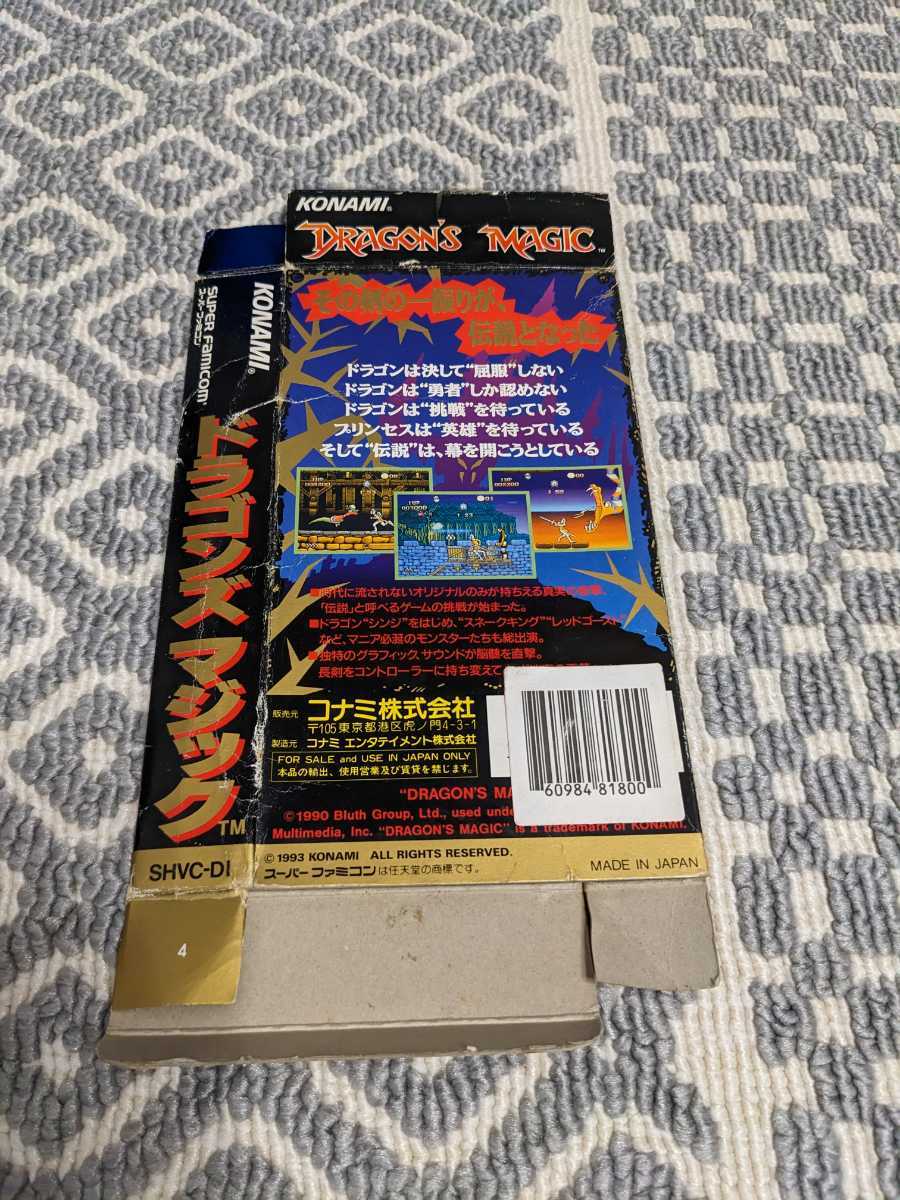 KONAMI®
DRAGON'S MAGIC™
その剣の一振りが、
伝説となった
ドラゴンは決して“屈服”しない
ドラゴンは“勇者”しか認めない
ドラゴンは“挑戦”を待っている
プリンセスは“英雄”を待っている
そして“伝説”は、幕を開こうとしている
■時代に流されないオリジナルのみが持ちえる真実の衝撃、
「伝説」と呼べるゲームの挑戦が始まった。
■ドラゴン“シンジ”をはじめ、“スネークキング”“レッドゴースト”
など、マニア必涎のモンスターたちも総出演。
■独特のグラフィック、サウンドが脳髄を直撃。
長剣をコントローラーに持ち変えて
販売元 コナミ株式会社
〒105 東京都港区虎ノ門4-3-1
製造元 コナミ エンタテイメント株式会社
FOR SALE and USE IN JAPAN ONLY
本品の輸出、使用営業及び賃貸を禁じます。
60984 81800
"DRAGON'S
©1990 Bluth Group, Ltd., used
Multimedia, Inc. "DRAGON'S MAGIC" is a trademark of KONAMI.
©1993 KONAMI ALL RIGHTS RESERVED.
スーパーファミコンは任天堂の商標です。
MADE IN JAPAN
KONAMI®
SUPER Famicom
スーパーファミコン
ドラゴンズ マジック™
SHVC-DI
4